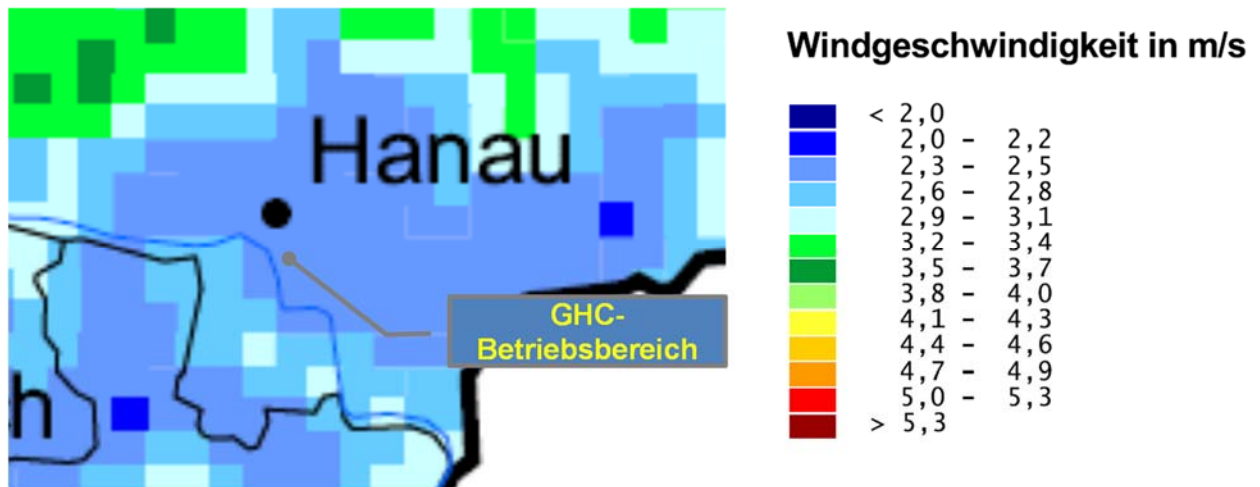 Hanau
GHC-
Betriebsbereich
h
Windgeschwindigkeit in m/s
< 2,0
2,0 - 2,2
2,3 - 2,5
2,6 - 2,8
2,9 - 3,1
3,2 - 3,4
3,5 - 3,7
3,8 - 4,0
4,1 - 4,3
4,4 - 4,6
4,7 - 4,9
5,0 - 5,3
> 5,3